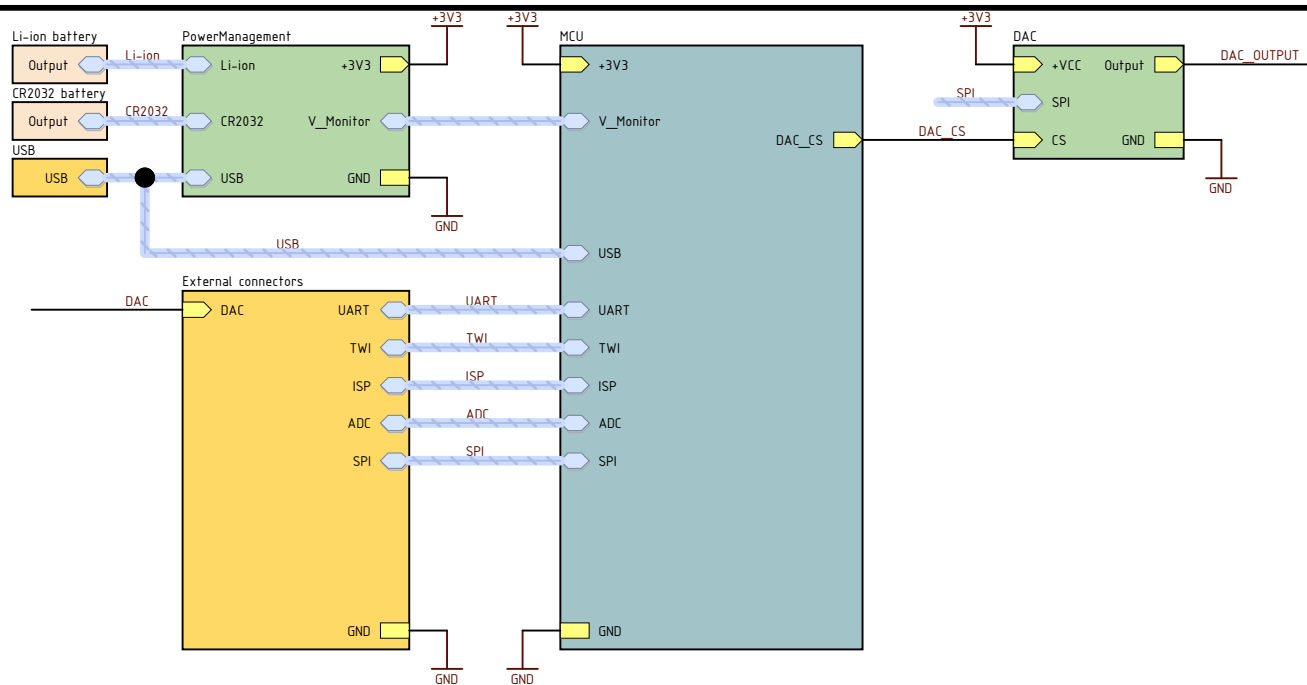 +3V3 +3V3 +3V3
Li-ion battery PowerManagement MCU DAC
Output Li-ion Li-ion +3V3 +3V3 +VCC Output DAC_OUTPUT
CR2032 battery
SPI SPI
Output CR2032 CR2032 V_Monitor V_Monitor
DAC_CS DAC_CS CS GND
USB
USB USB GND
GND
GND
USB USB
External connectors
DAC DAC UART UART UART
TWI TWI TWI
ISP ISP ISP
ADC ADC ADC
SPI SPI SPI
GND GND
GND GND